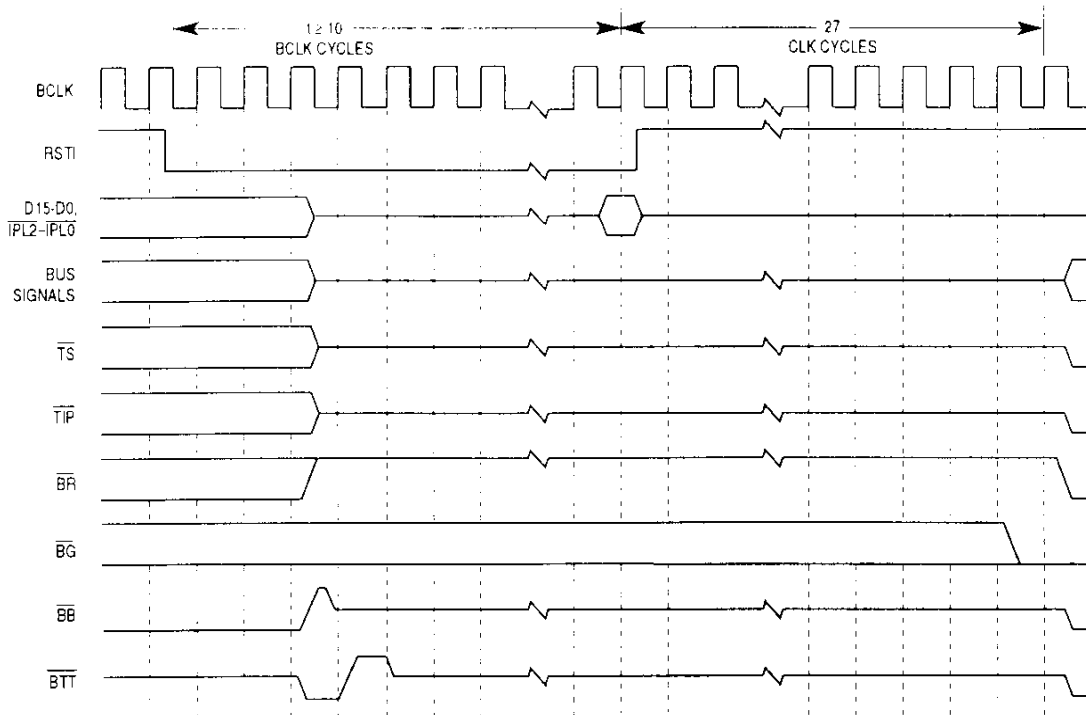 t ≥ 10
BCLK CYCLES
27
CLK CYCLES
BCLK
RSTI
D15-D0,
IPL2-IPL0
BUS
SIGNALS
TS
TIP
BR
BG
BB
BTT